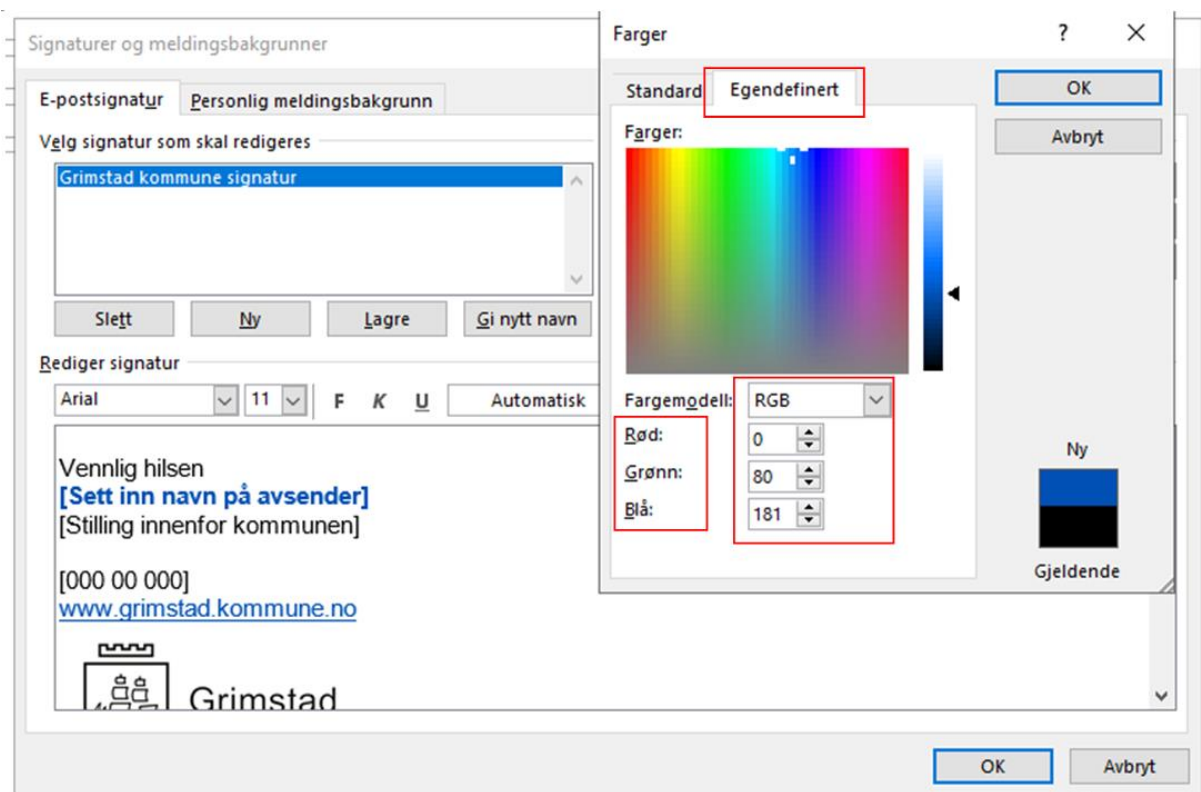 Signaturer og meldingsbakgrunner
E-postsignatur Personlig meldingsbakgrunn
Velg signatur som skal redigeres
Grimstad kommune signatur
Slett Ny Lagre Gi nytt navn
Rediger signatur
Arial 11 F K U Automatisk
Vennlig hilsen
[Sett inn navn på avsender]
[Stilling innenfor kommunen]
[000 00 000]
www.grimstad.kommune.no
Grimstad
OK Avbryt
Farger ?
Standard Egendefinert
OK
Avbryt
Farger:
Fargemodell: RGB
Rød: 0
Grønn: 80
Blå: 181
Ny
Gjeldende